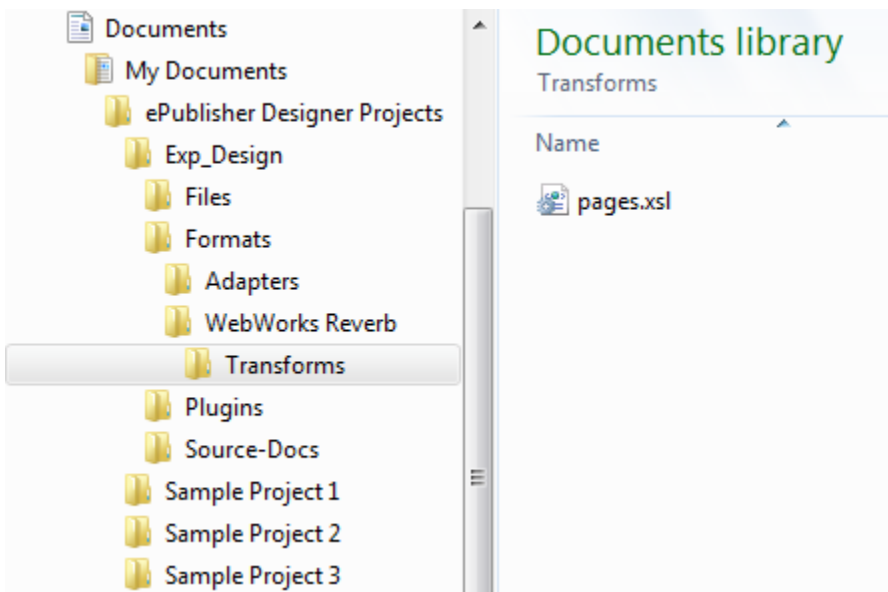 Documents
My Documents
ePublisher Designer Projects
Exp_Design
Files
Formats
Adapters
WebWorks Reverb
Transforms
Plugins
Source-Docs
Sample Project 1
Sample Project 2
Sample Project 3
Documents library
Transforms
Name
pages.xsl